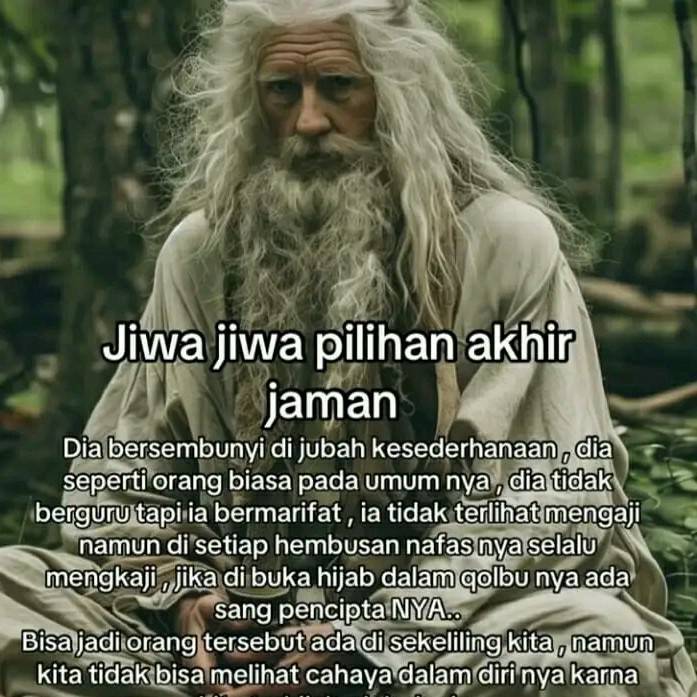 Jiwa jiwa pilihan akhir
jaman
Dia bersembunyi di jubah kesederhanaan , dia
seperti orang biasa pada umum nya , dia tidak
berguru tapi ia bermarifat , ia tidak terlihat mengaji
namun di setiap hembusan nafas nya selalu
mengkaji , jika di buka hijab dalam qolbu nya ada
sang pencipta NYA..
Bisa jadi orang tersebut ada di sekeliling kita , namun
kita tidak bisa melihat cahaya dalam diri nya karna